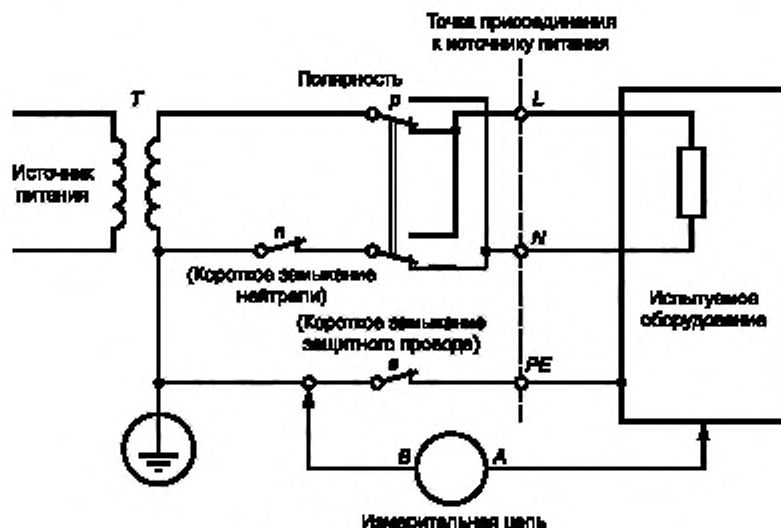 Точка присоединения
к источнику питания
Полярность
T
p
L
Источник
питания
n
N
(Короткое замыкание
нейтрали)
Испытуемое
оборудование
(Короткое замыкание
защитного провода)
e
PE
B
A
Измерительная цепь